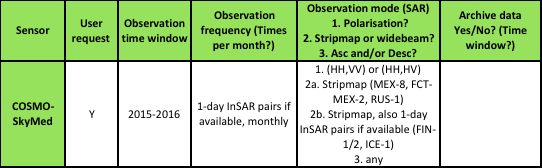 Sensor
User
request
Observation
time window
Observation
frequency (Times
per month?)
Observation mode (SAR)
1. Polarisation?
2. Stripmap or widebeam?
3. Asc and/or Desc?
Archive data
Yes/No? (Time
window?)
COSMO-
SkyMed
Y
2015-2016
1-day InSAR pairs if
available, monthly
1. (HH,VV) or (HH,HV)
2a. Stripmap (MEX-8, FCT-
MEX-2, RUS-1)
2b. Stripmap, also 1-day
InSAR pairs if available (FIN-
1/2, ICE-1)
3. any